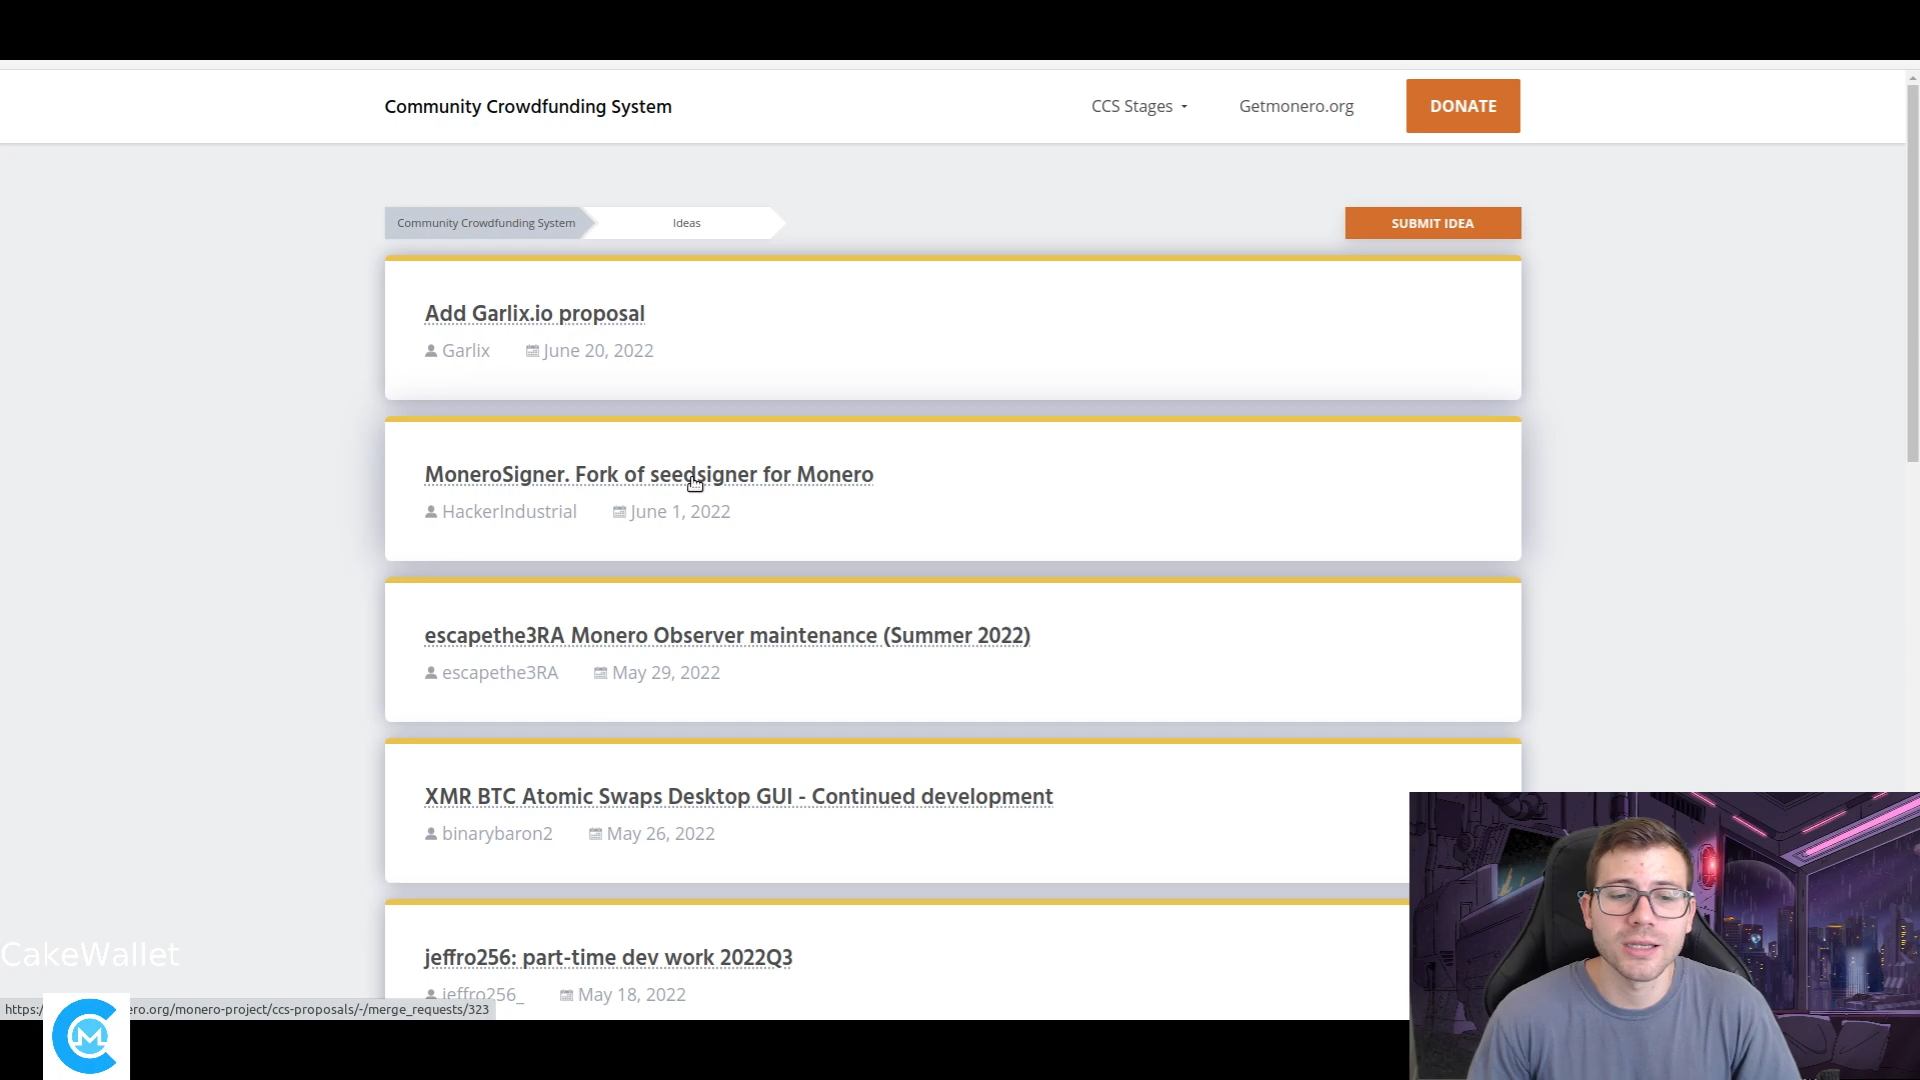 Community Crowdfunding System
CCS Stages
Getmonero.org
DONATE
Community Crowdfunding System
Ideas
SUBMIT IDEA
Add Garlix.io proposal
Garlix
June 20, 2022
MoneroSigner. Fork of seedsigner for Monero
HackerIndustrial
June 1, 2022
escapethe3RA Monero Observer maintenance (Summer 2022)
escapethe3RA
May 29, 2022
XMR BTC Atomic Swaps Desktop GUI - Continued development
binarybaron2
May 26, 2022
jeffro256: part-time dev work 2022Q3
jeffro256_
May 18, 2022
CakeWallet
https:/ ero.org/monero-project/ccs-proposals/-/merge_requests/323